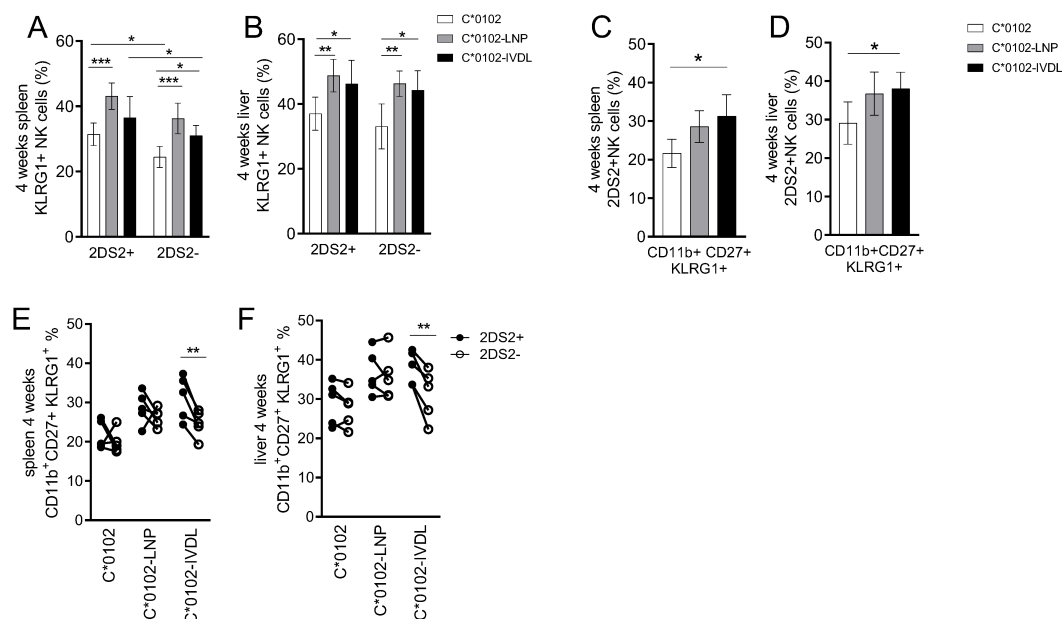 A
4 weeks spleen
KLRG1+ NK cells (%)
60
40
20
0
*
*
***
*
***
2DS2+
2DS2-
B
4 weeks liver
KLRG1+ NK cells (%)
60
40
20
0
*
**
*
**
2DS2+
2DS2-
C*0102
C*0102-LNP
C*0102-IVDL
C
4 weeks spleen
2DS2+NK cells (%)
50
40
30
20
10
0
*
CD11b+ CD27+
KLRG1+
D
4 weeks liver
2DS2+NK cells (%)
50
40
30
20
10
0
*
CD11b+CD27+
KLRG1+
C*0102
C*0102-LNP
C*0102-IVDL
E
spleen 4 weeks
CD11b⁺CD27+ KLRG1⁺ %
50
40
30
20
10
0
**
C*0102
C*0102-LNP
C*0102-IVDL
F
liver 4 weeks
CD11b⁺CD27⁺ KLRG1⁺ %
50
40
30
20
10
0
**
C*0102
C*0102-LNP
C*0102-IVDL
2DS2+
2DS2-